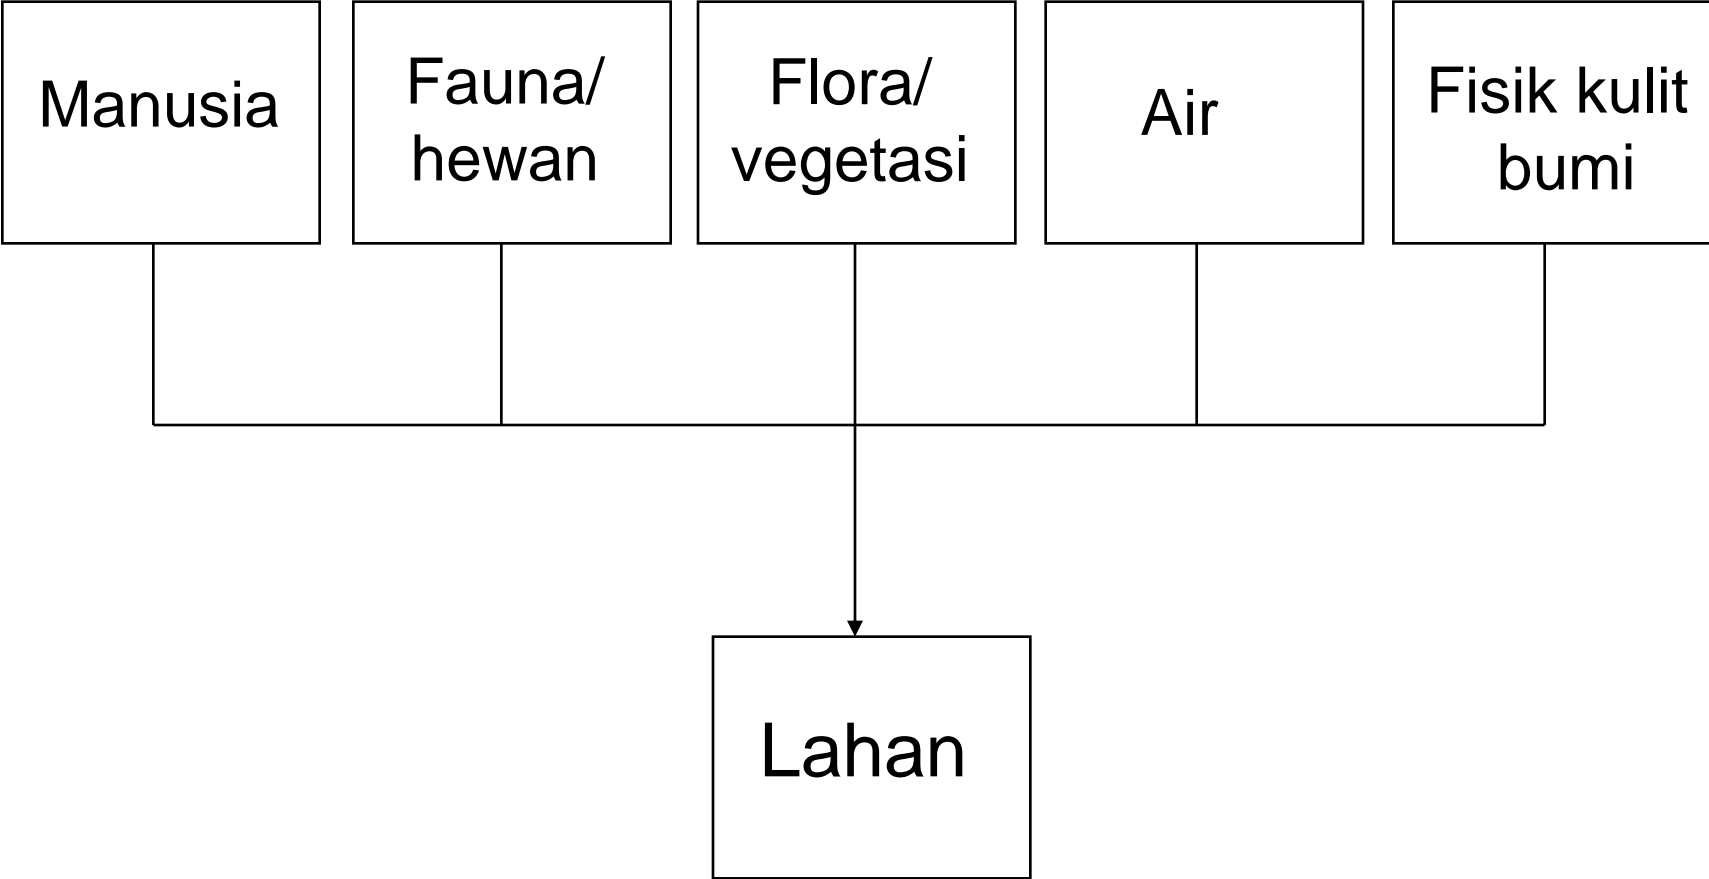 Manusia
Fauna/
hewan
Flora/
vegetasi
Air
Fisik kulit
bumi
Lahan